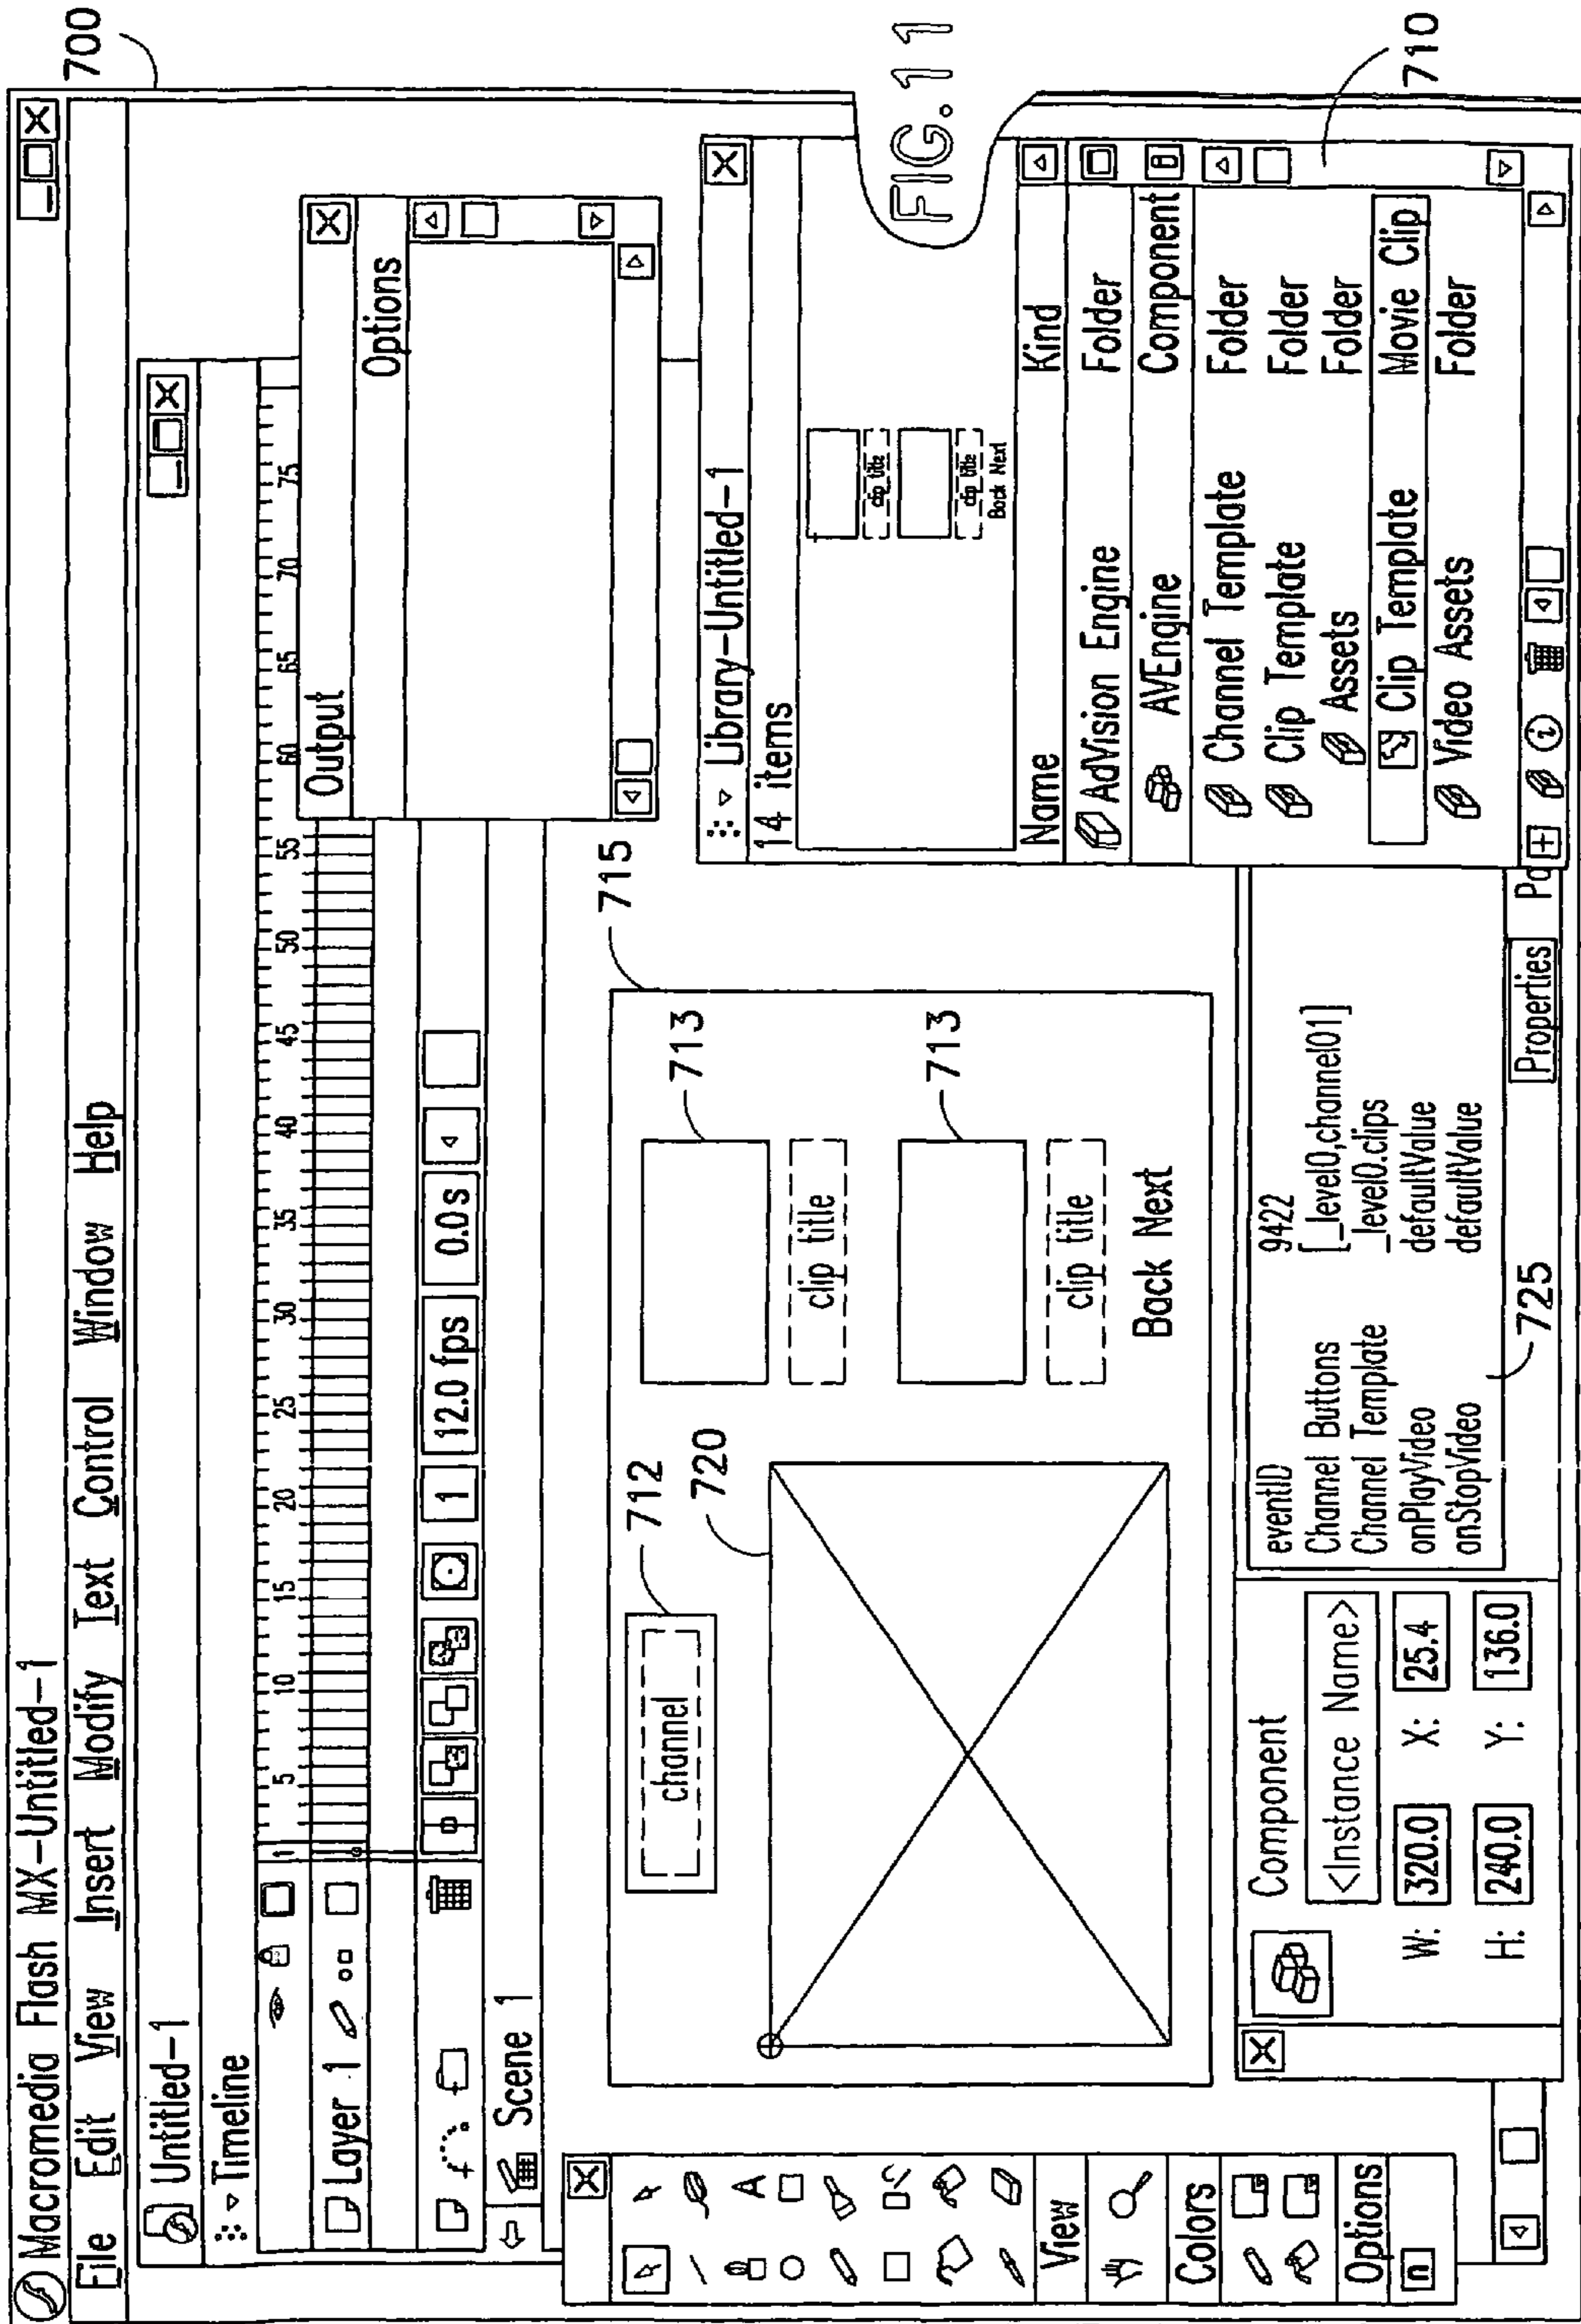 Macromedia Flash MX-Untitled-1
File Edit View Insert Modify Text Control Window Help
700
Untitled-1
Timeline
1 5 10 15 20 25 30 35 40 45 50 55 60 65 70 75
Layer 1
1 12.0 fps 0.0s
Scene 1
Output
Options
View
Colors
Options
n
A
712
channel
720
715
713
clip title
713
clip title
Back Next
Library-Untitled-1
14 items
clip title
clip title
Back Next
Name Kind
AdVision Engine Folder
AVEngine Component
Channel Template Folder
Clip Template Folder
Assets Folder
Clip Template Movie Clip
Video Assets Folder
710
Component
<Instance Name>
W: 320.0 X: 25.4
H: 240.0 Y: 136.0
eventID 9422
Channel Buttons [_level0,channel01]
Channel Template _level0.clips
onPlayVideo defaultValue
onStopVideo defaultValue
725
Properties
FIG.11